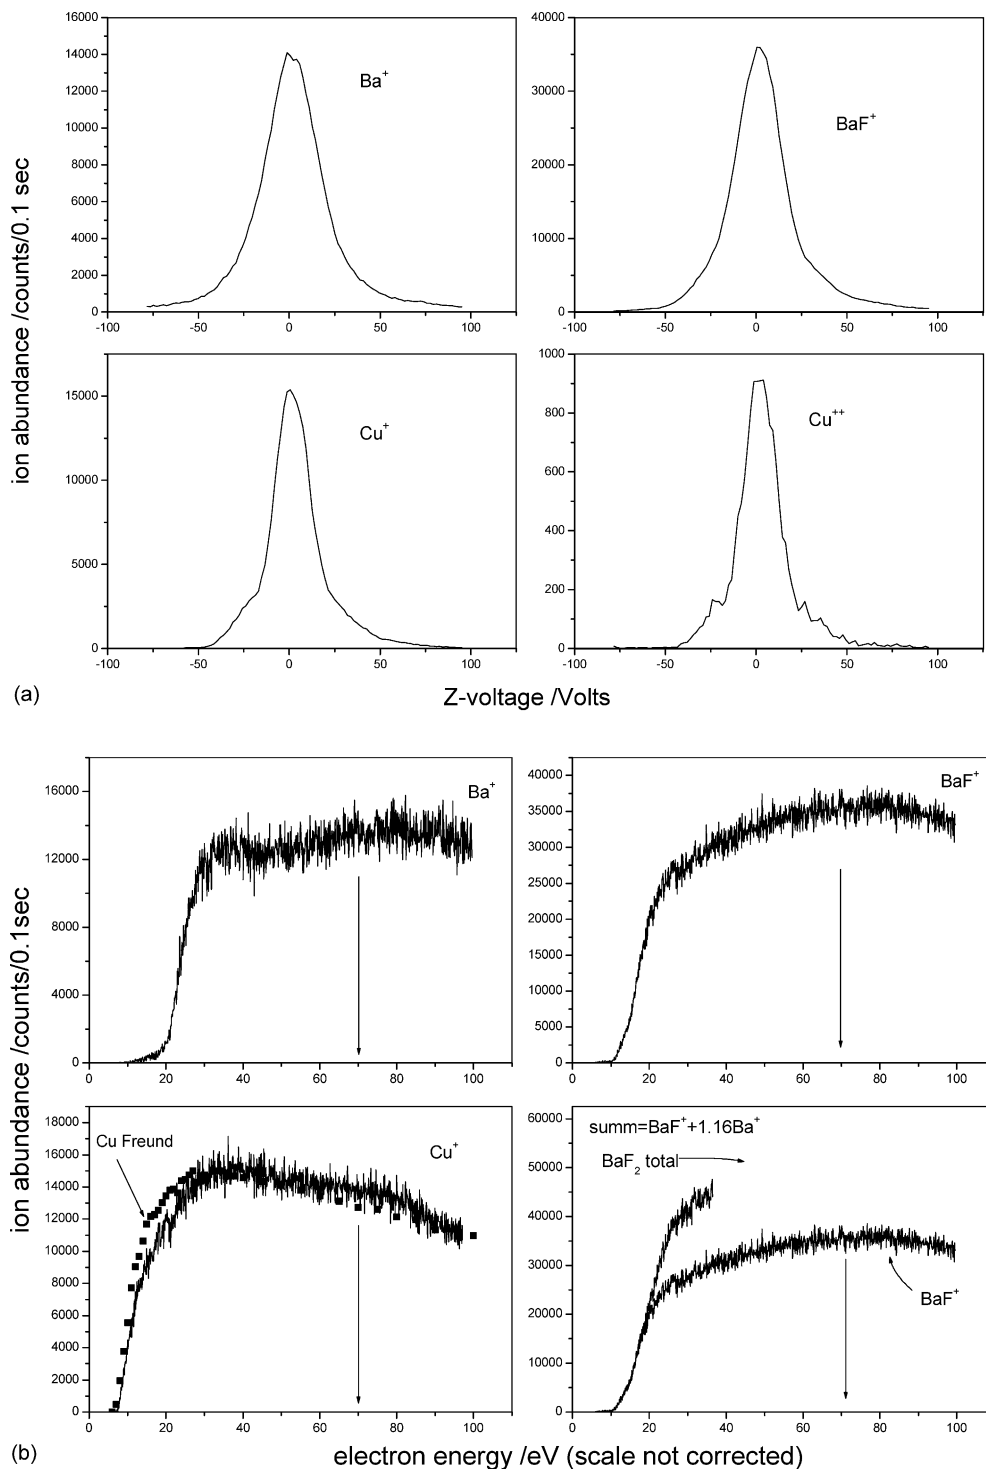 ion abundance /counts/0.1 sec
16000
14000
12000
10000
8000
6000
4000
2000
0
Ba+
-100 -50 0 50 100
40000
30000
20000
10000
0
BaF+
-100 -50 0 50 100
15000
10000
5000
0
Cu+
-100 -50 0 50 100
1000
800
600
400
200
0
Cu++
-100 -50 0 50 100
(a)
Z-voltage /Volts
ion abundance /counts/0.1sec
16000
12000
8000
4000
0
Ba+
0 20 40 60 80 100
40000
35000
30000
25000
20000
15000
10000
5000
0
BaF+
0 20 40 60 80 100
18000
16000
14000
12000
10000
8000
6000
4000
2000
0
Cu Freund
Cu+
0 20 40 60 80 100
60000
50000
40000
30000
20000
10000
0
summ=BaF++1.16Ba+
BaF2 total
BaF+
0 20 40 60 80 100
(b)
electron energy /eV (scale not corrected)